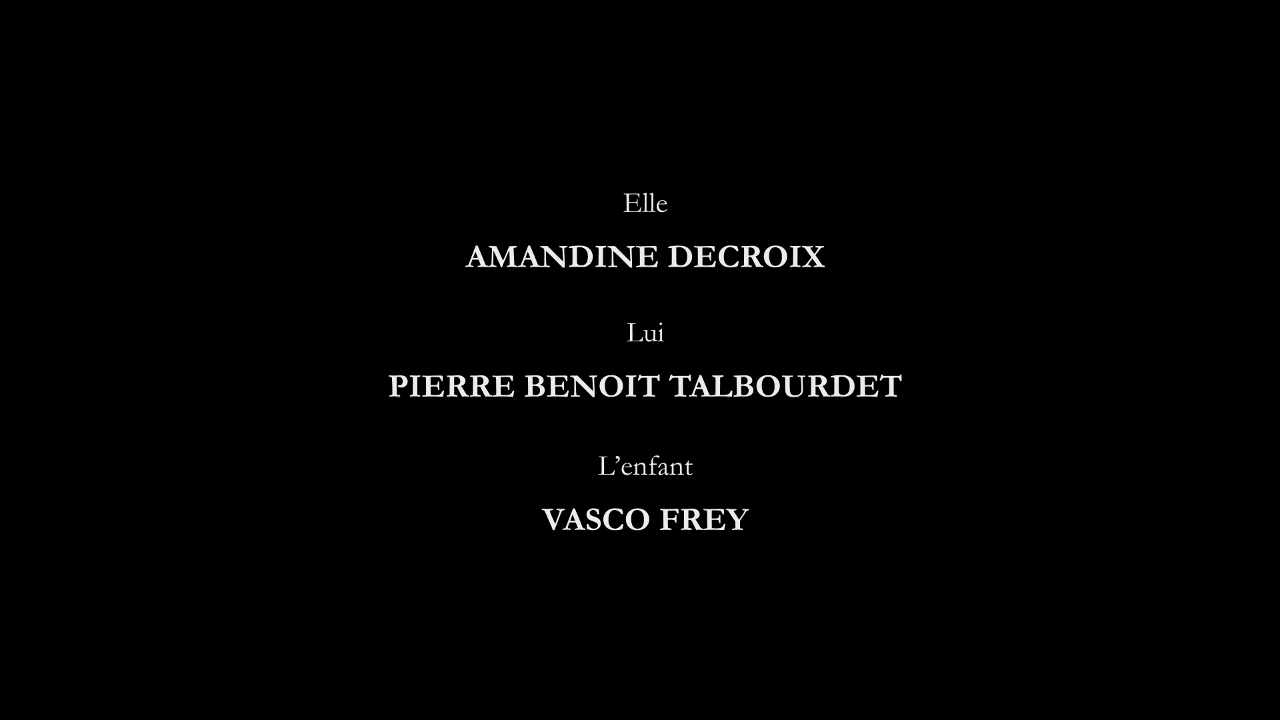 Elle
AMANDINE DECROIX
Lui
PIERRE BENOIT TALBOURDET
L’enfant
VASCO FREY